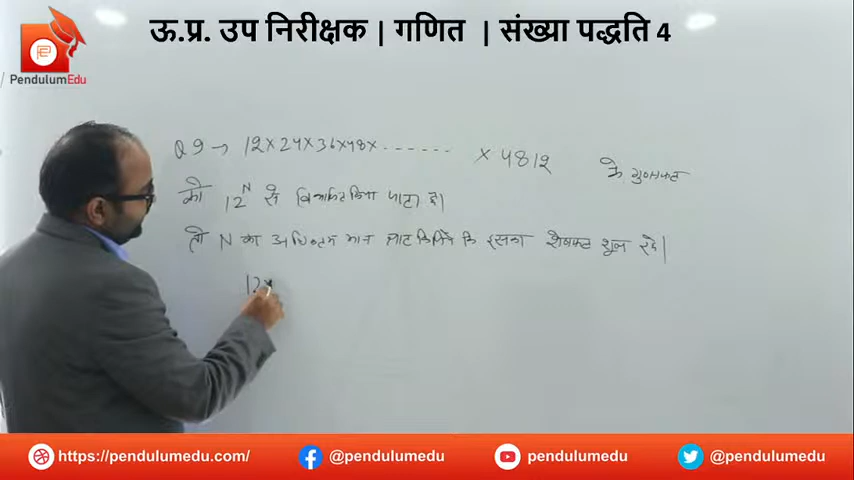 ऊ.प्र. उप निरीक्षक | गणित | संख्या पद्धति 4
PendulumEdu
Q 9 → 12×24×36×48×------- × 4812 के गुणनफल
को 12^N से विभाजित किया जाता है।
तो N का अधिकतम मान ज्ञात कीजिये कि इसका शेषफल शून्य रहे।
12×
https://pendulumedu.com/
@pendulumedu
pendulumedu
@pendulumedu